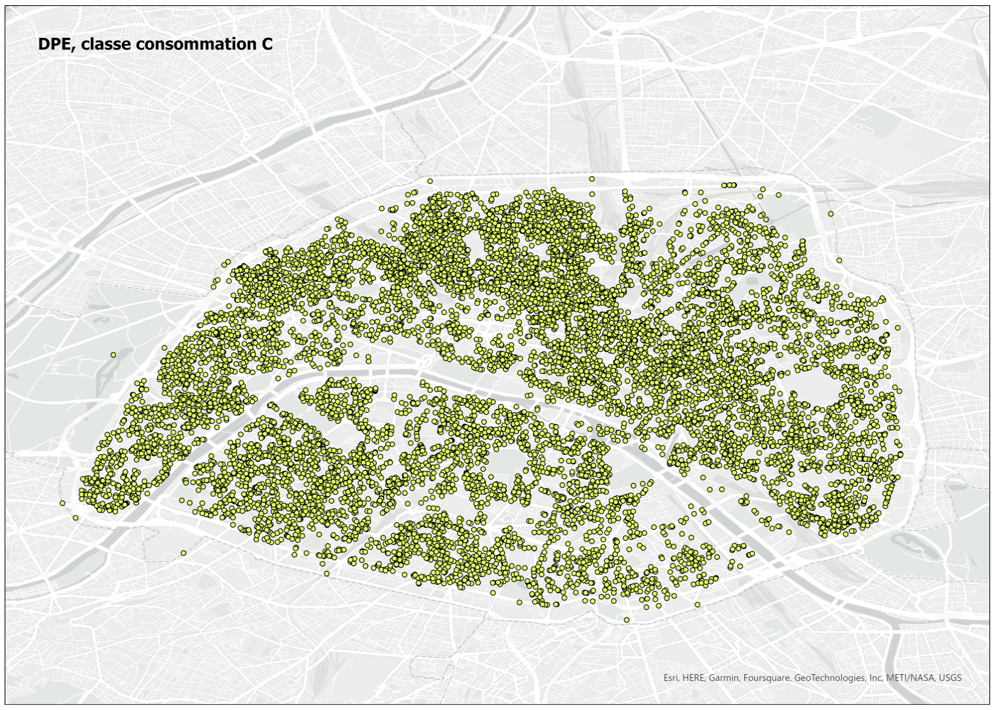 DPE, classe consommation C
Esri, HERE, Garmin, Foursquare, GeoTechnologies, Inc, METI/NASA, USGS